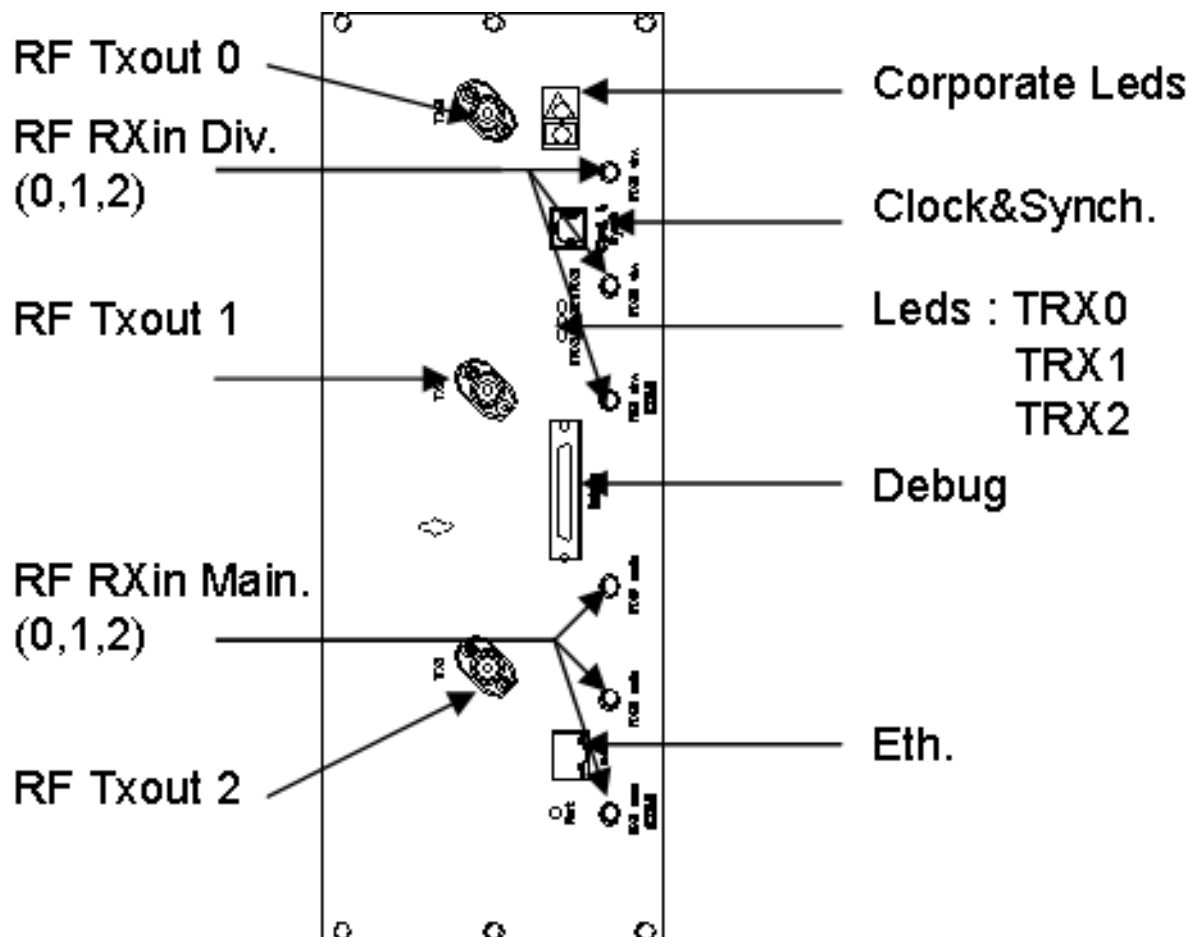 RF Txout 0
RF RXin Div.
(0,1,2)
RF Txout 1
RF RXin Main.
(0,1,2)
RF Txout 2
Corporate Leds
Clock&Synch.
Leds : TRX0
TRX1
TRX2
Debug
Eth.